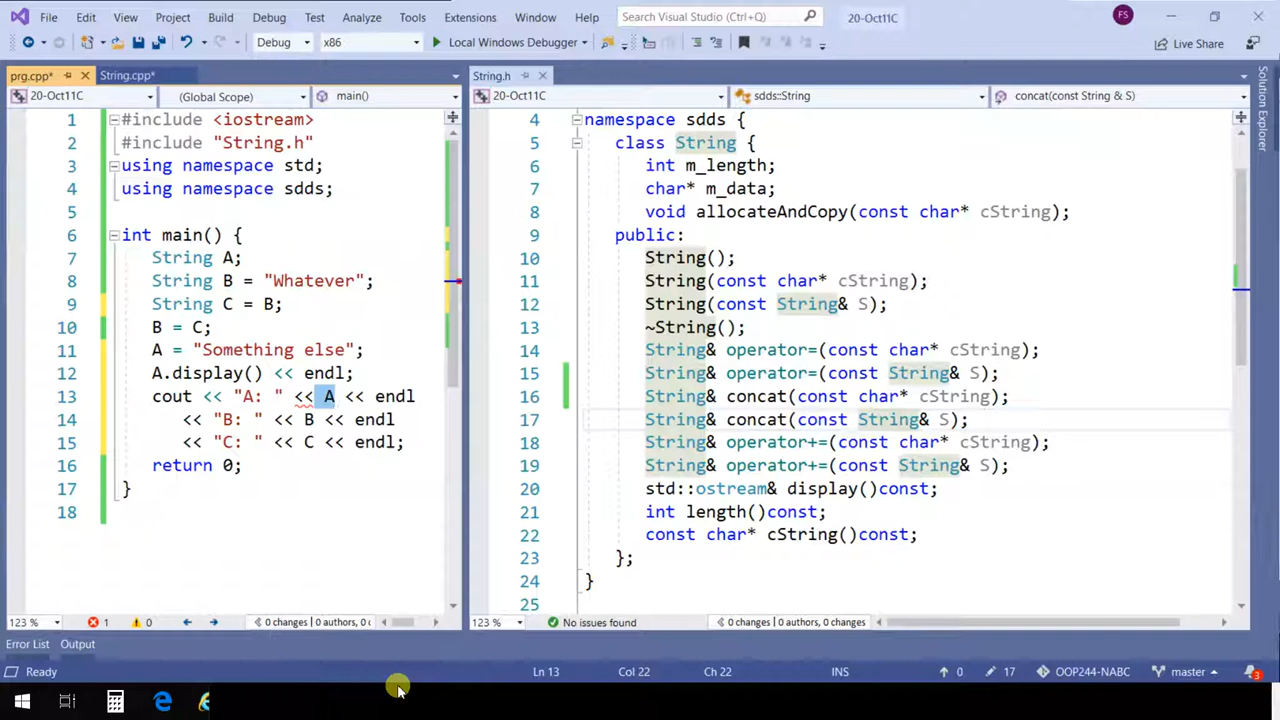 File Edit View Project Build Debug Test Analyze Tools Extensions Window Help Search Visual Studio (Ctrl+Q) 20-Oct11C FS
Debug x86 Local Windows Debugger Live Share
prg.cpp* String.cpp*
20-Oct11C (Global Scope) main()
1 #include <iostream>
2 #include "String.h"
3 using namespace std;
4 using namespace sdds;
5
6 int main() {
7 String A;
8 String B = "Whatever";
9 String C = B;
10 B = C;
11 A = "Something else";
12 A.display() << endl;
13 cout << "A: " << A << endl
14 << "B: " << B << endl
15 << "C: " << C << endl;
16 return 0;
17 }
18
123 % 1 0 0 changes | 0 authors, 0 c
String.h
20-Oct11C sdds::String concat(const String & S)
4 namespace sdds {
5 class String {
6 int m_length;
7 char* m_data;
8 void allocateAndCopy(const char* cString);
9 public:
10 String();
11 String(const char* cString);
12 String(const String& S);
13 ~String();
14 String& operator=(const char* cString);
15 String& operator=(const String& S);
16 String& concat(const char* cString);
17 String& concat(const String& S);
18 String& operator+=(const char* cString);
19 String& operator+=(const String& S);
20 std::ostream& display()const;
21 int length()const;
22 const char* cString()const;
23 };
24 }
25
123 % No issues found 0 changes | 0 authors, 0 changes
Solution Explorer
Error List Output
Ready Ln 13 Col 22 Ch 22 INS 0 17 OOP244-NABC master 3